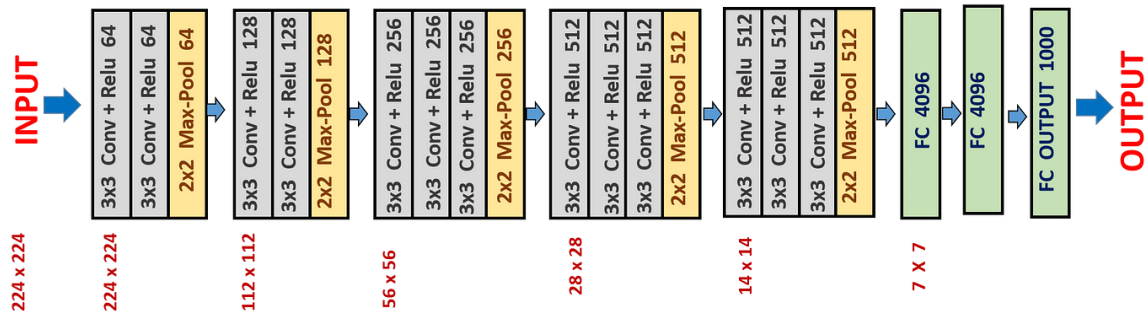 INPUT
3x3 Conv + Relu 64
3x3 Conv + Relu 64
2x2 Max-Pool 64
3x3 Conv + Relu 128
3x3 Conv + Relu 128
2x2 Max-Pool 128
3x3 Conv + Relu 256
3x3 Conv + Relu 256
3x3 Conv + Relu 256
2x2 Max-Pool 256
3x3 Conv + Relu 512
3x3 Conv + Relu 512
3x3 Conv + Relu 512
2x2 Max-Pool 512
3x3 Conv + Relu 512
3x3 Conv + Relu 512
3x3 Conv + Relu 512
2x2 Max-Pool 512
FC 4096
FC 4096
FC OUTPUT 1000
OUTPUT
224 x 224
224 x 224
112 x 112
56 x 56
28 x 28
14 x 14
7 X 7